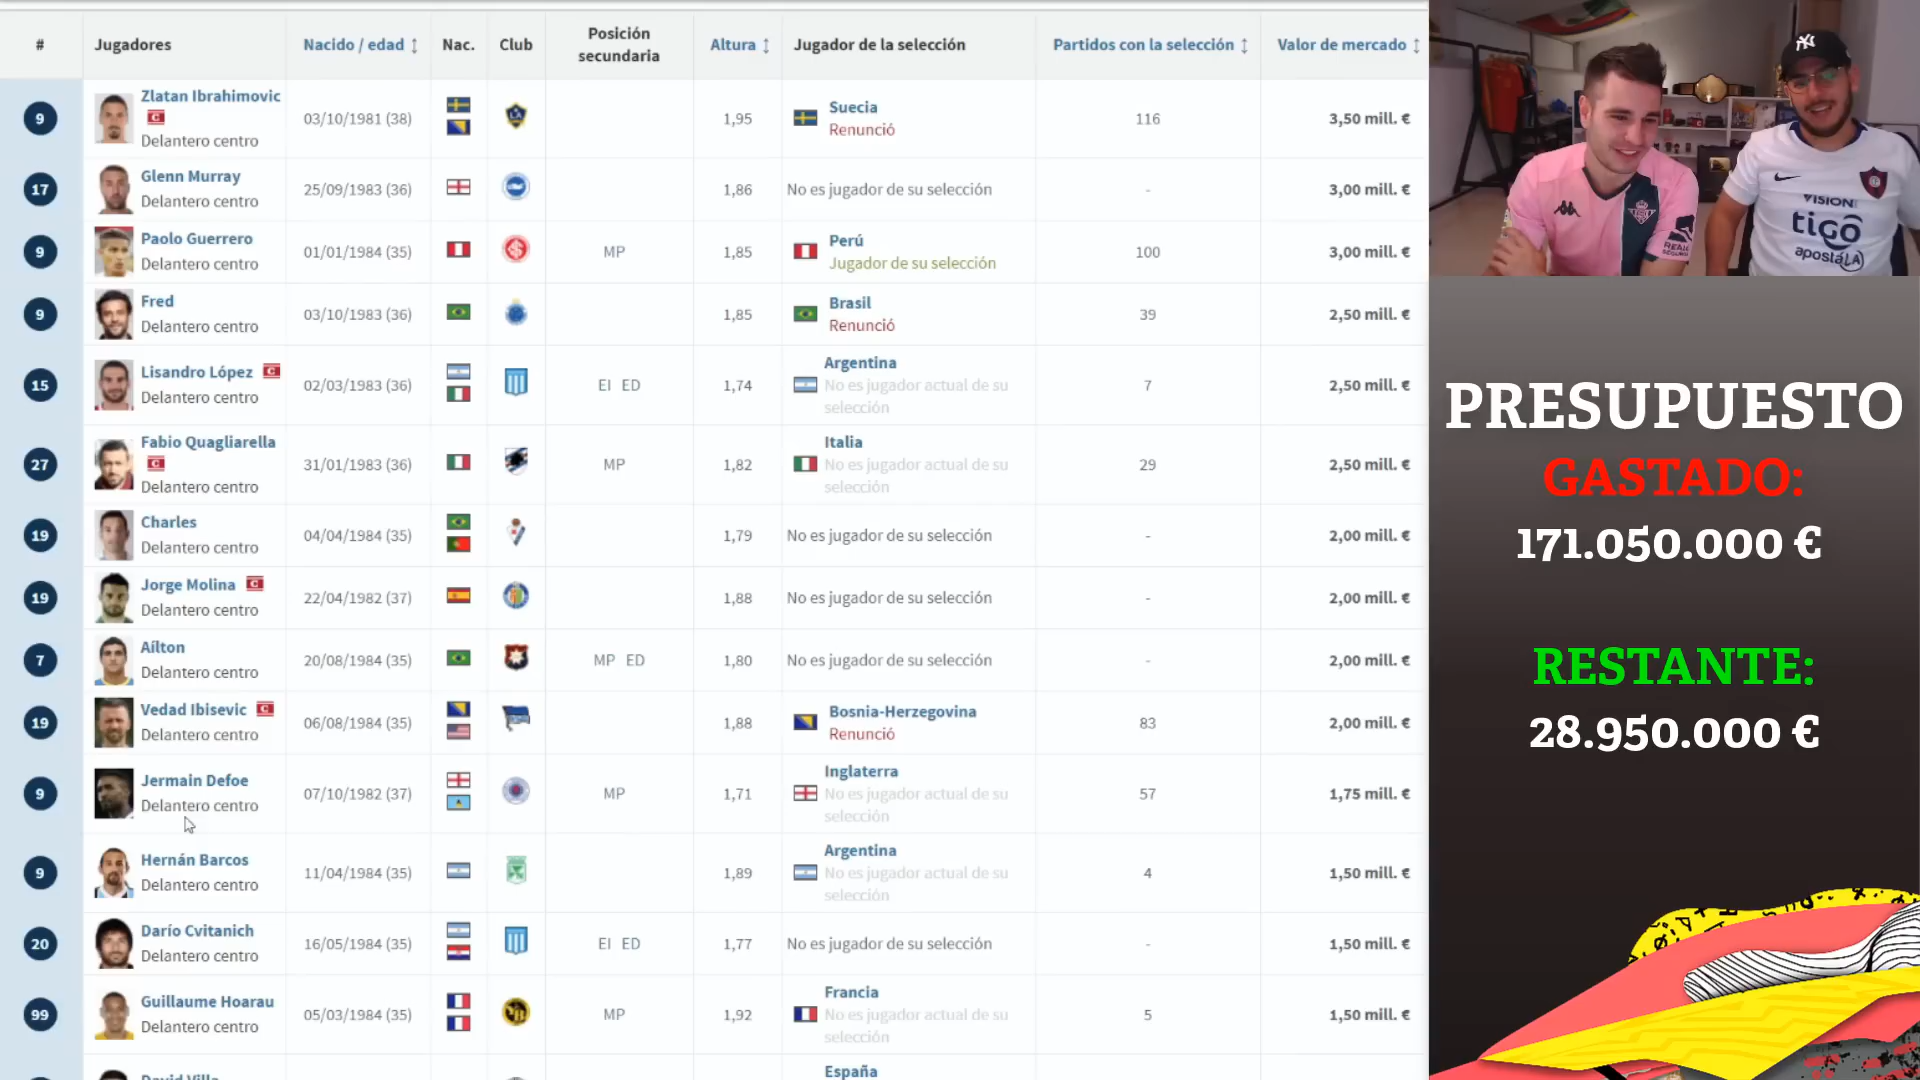 # Jugadores Nacido / edad Nac. Club Posición secundaria Altura Jugador de la selección Partidos con la selección Valor de mercado
9 Zlatan Ibrahimovic C Delantero centro 03/10/1981 (38) 1,95 Suecia Renunció 116 3,50 mill. €
17 Glenn Murray Delantero centro 25/09/1983 (36) 1,86 No es jugador de su selección - 3,00 mill. €
9 Paolo Guerrero Delantero centro 01/01/1984 (35) MP 1,85 Perú Jugador de su selección 100 3,00 mill. €
9 Fred Delantero centro 03/10/1983 (36) 1,85 Brasil Renunció 39 2,50 mill. €
15 Lisandro López C Delantero centro 02/03/1983 (36) EI ED 1,74 Argentina No es jugador actual de su selección 7 2,50 mill. €
27 Fabio Quagliarella C Delantero centro 31/01/1983 (36) MP 1,82 Italia No es jugador actual de su selección 29 2,50 mill. €
19 Charles Delantero centro 04/04/1984 (35) 1,79 No es jugador de su selección - 2,00 mill. €
19 Jorge Molina C Delantero centro 22/04/1982 (37) 1,88 No es jugador de su selección - 2,00 mill. €
7 Aílton Delantero centro 20/08/1984 (35) MP ED 1,80 No es jugador de su selección - 2,00 mill. €
19 Vedad Ibisevic C Delantero centro 06/08/1984 (35) 1,88 Bosnia-Herzegovina Renunció 83 2,00 mill. €
9 Jermain Defoe Delantero centro 07/10/1982 (37) MP 1,71 Inglaterra No es jugador actual de su selección 57 1,75 mill. €
9 Hernán Barcos Delantero centro 11/04/1984 (35) 1,89 Argentina No es jugador actual de su selección 4 1,50 mill. €
20 Darío Cvitanich Delantero centro 16/05/1984 (35) EI ED 1,77 No es jugador de su selección - 1,50 mill. €
99 Guillaume Hoarau Delantero centro 05/03/1984 (35) MP 1,92 Francia No es jugador actual de su selección 5 1,50 mill. €
David Villa España
VISION
tigo
apostaLA
PRESUPUESTO
GASTADO:
171.050.000 €
RESTANTE:
28.950.000 €